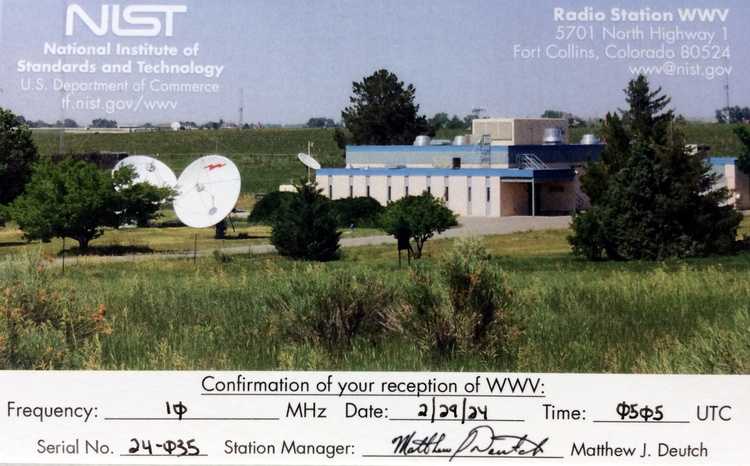 NIST
National Institute of
Standards and Technology
U.S. Department of Commerce
tf.nist.gov/wwv
Radio Station WWV
5701 North Highway 1
Fort Collins, Colorado 80524
wwv@nist.gov
Confirmation of your reception of WWV:
Frequency: 1φ MHz Date: 2/29/24 Time: φ5φ5 UTC
Serial No. 24-φ35 Station Manager: Matthew J Deutch Matthew J. Deutch